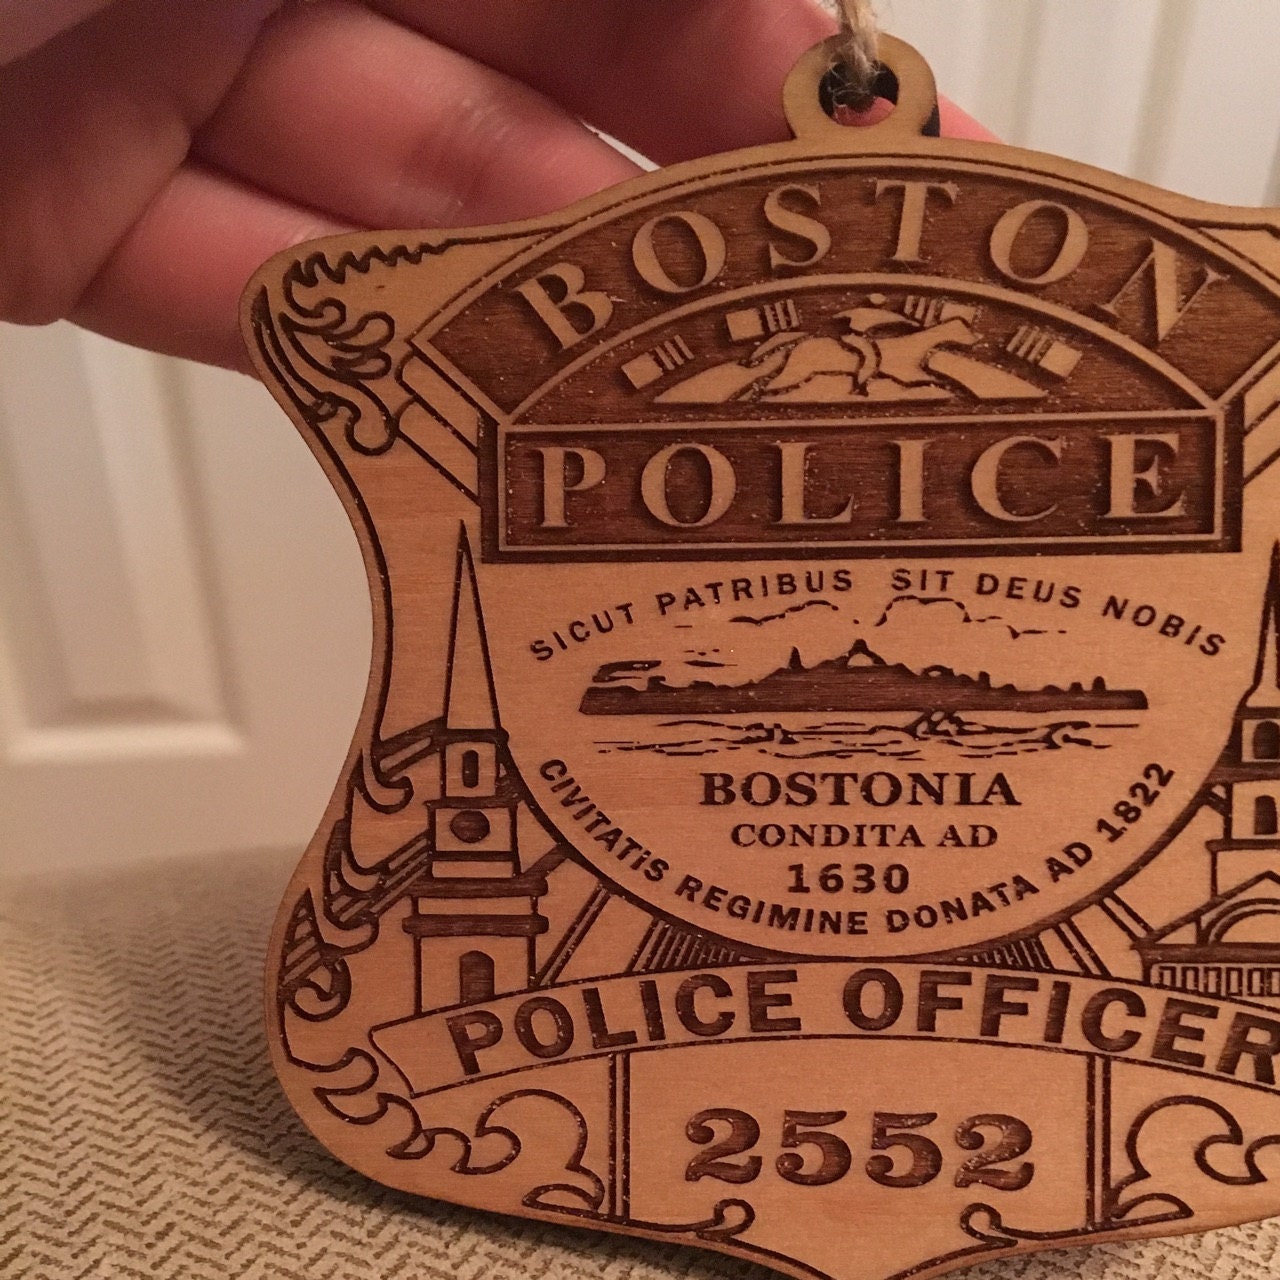 BOSTON
POLICE
SICUT PATRIBUS SIT DEUS NOBIS
BOSTONIA
CONDITA AD
1630
CIVITATiS REGIMINE DONATA AD 1822
POLICE OFFICER
2552